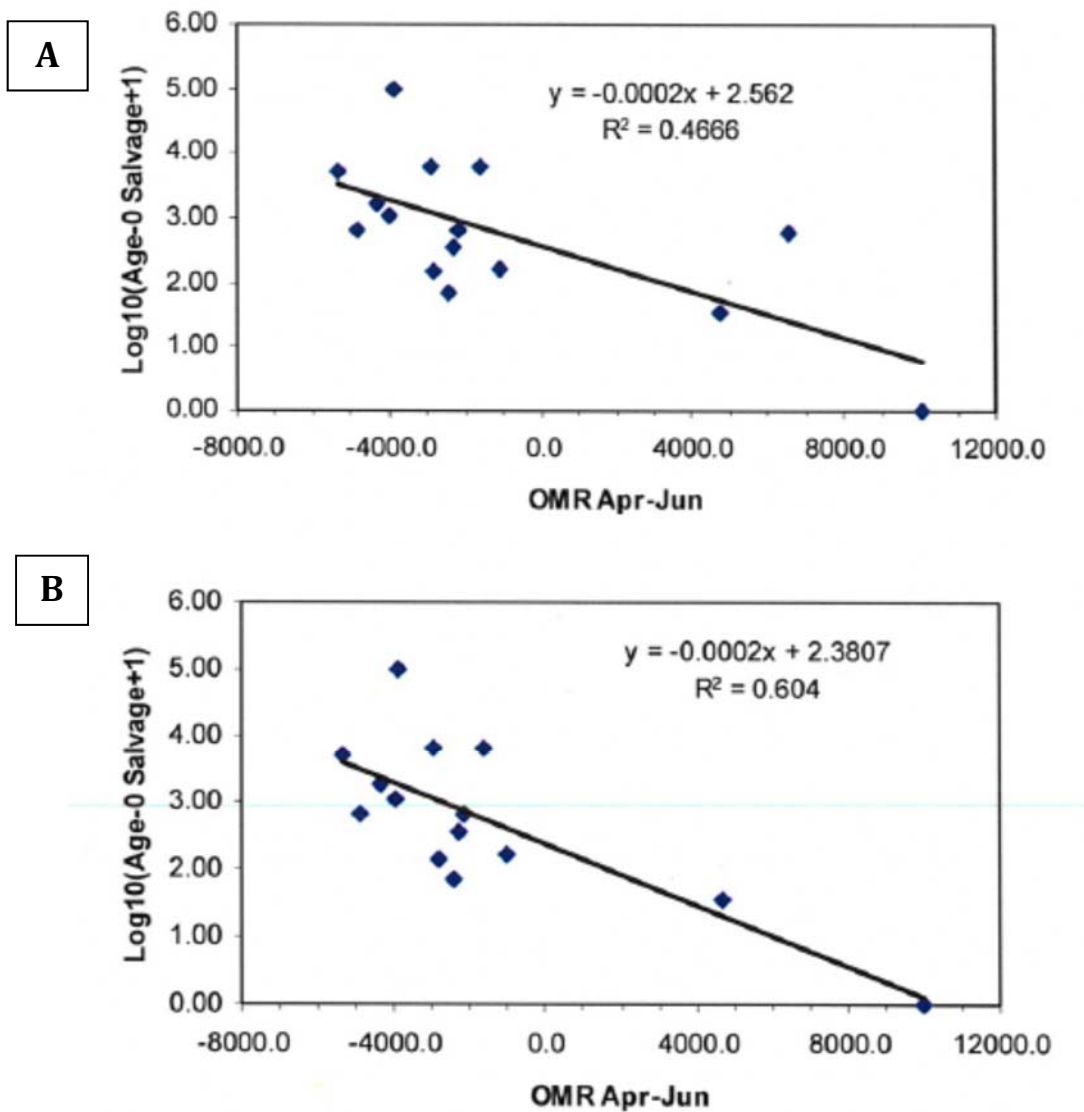 A
6.00
5.00
4.00
3.00
2.00
1.00
0.00
Log10(Age-0 Salvage+1)
y = -0.0002x + 2.562
R² = 0.4666
-8000.0 -4000.0 0.0 4000.0 8000.0 12000.0
OMR Apr-Jun
B
6.00
5.00
4.00
3.00
2.00
1.00
0.00
Log10(Age-0 Salvage+1)
y = -0.0002x + 2.3807
R² = 0.604
-8000.0 -4000.0 0.0 4000.0 8000.0 12000.0
OMR Apr-Jun